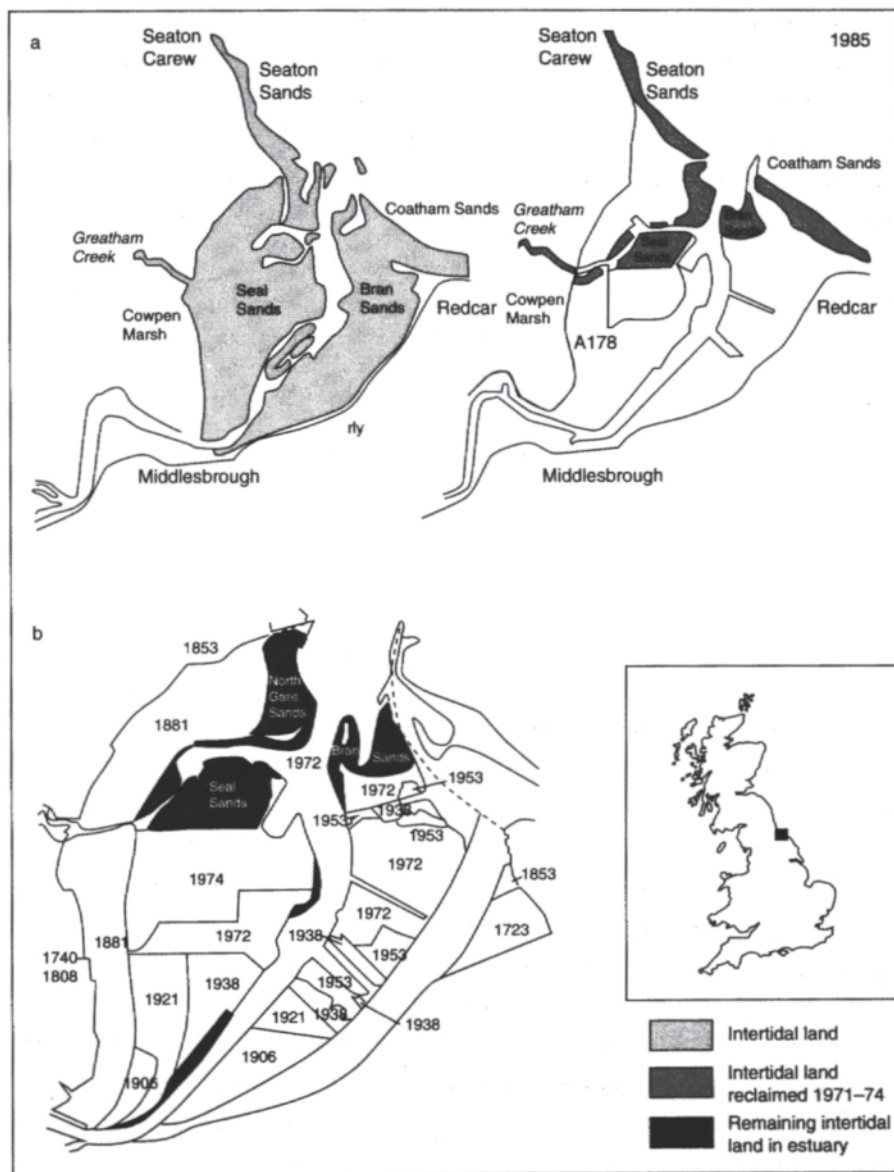 a
Seaton
Carew
Seaton
Sands
Coatham Sands
Greatham
Creek
Seal
Sands
Bran
Sands
Cowpen
Marsh
Redcar
rly
Middlesbrough
1985
Seaton
Carew
Seaton
Sands
Coatham Sands
Bran
Sands
Greatham
Creek
Seal
Sands
Cowpen
Marsh
Redcar
A178
Middlesbrough
b
1853
North
Gare
Sands
1881
1972
Bran
Sands
Seal
Sands
1972
1953
1953
1938
1953
1974
1972
1853
1972
1723
1881
1972
1938
1953
1740
1808
1921
1938
1953
1921
1938
1938
1906
1906
Intertidal land
Intertidal land
reclaimed 1971–74
Remaining intertidal
land in estuary